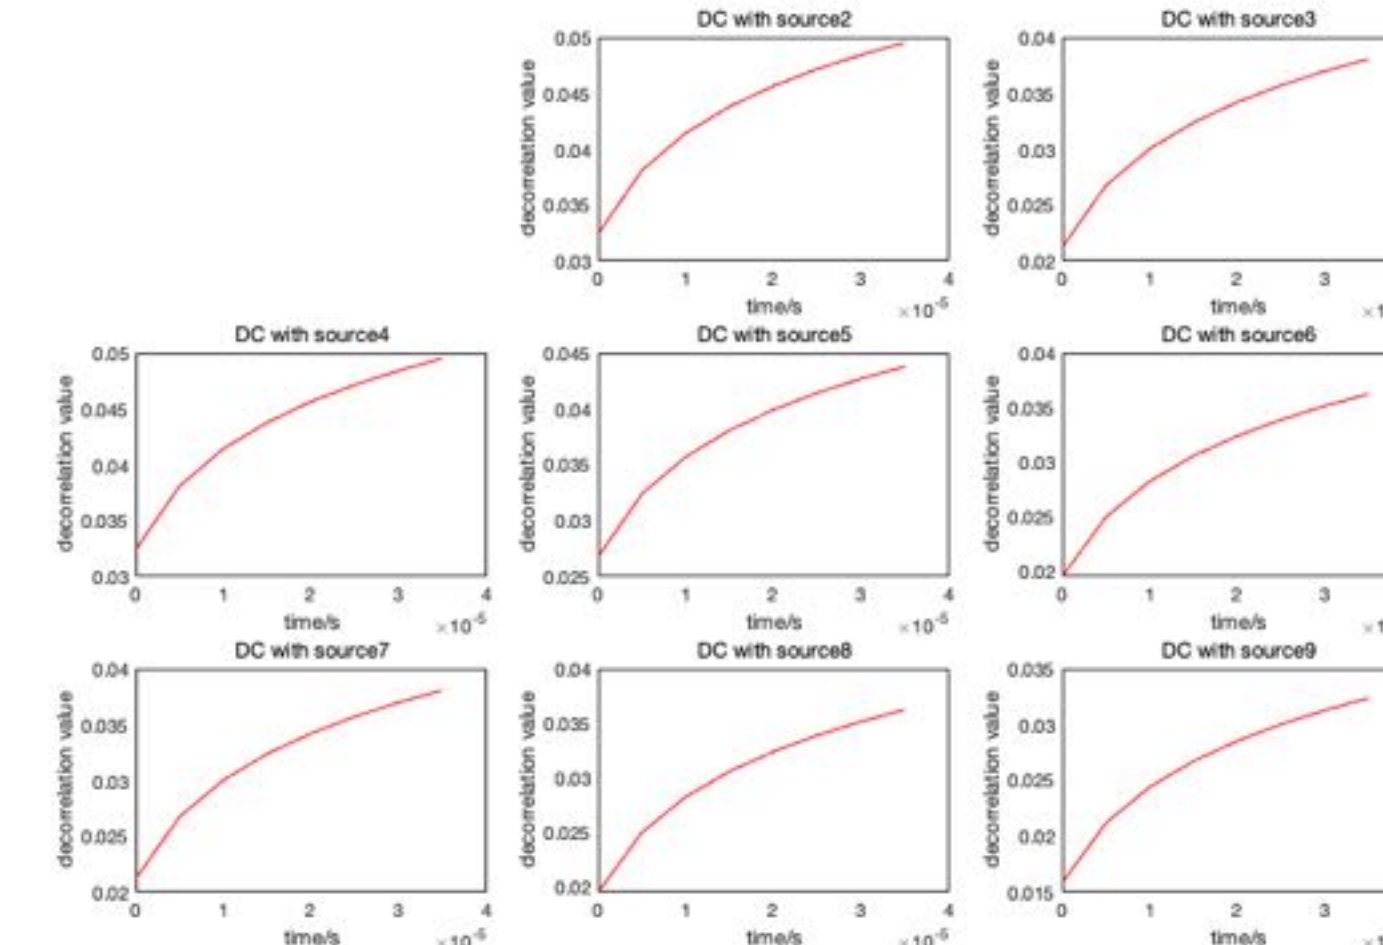 DC with source2
0.05
0.045
0.04
0.035
0.03
decorrelation value
0 1 2 3 4
time/s
×10-5
DC with source3
0.04
0.035
0.03
0.025
0.02
decorrelation value
0 1 2 3
time/s
×1
DC with source4
0.05
0.045
0.04
0.035
0.03
decorrelation value
0 1 2 3 4
time/s
×10-5
DC with source5
0.045
0.04
0.035
0.03
0.025
decorrelation value
0 1 2 3 4
time/s
×10-5
DC with source6
0.04
0.035
0.03
0.025
0.02
decorrelation value
0 1 2 3
time/s
×1
DC with source7
0.04
0.035
0.03
0.025
0.02
decorrelation value
0 1 2 3 4
time/s
×10-5
DC with source8
0.04
0.035
0.03
0.025
0.02
decorrelation value
0 1 2 3 4
time/s
×10-5
DC with source9
0.035
0.03
0.025
0.02
0.015
decorrelation value
0 1 2 3
time/s
×1